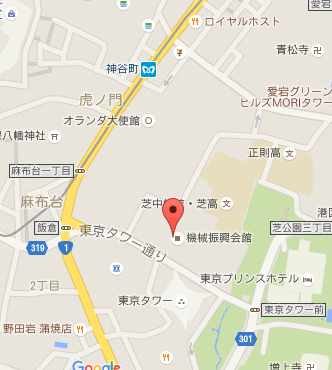 愛宕
ロイヤルホスト
青松寺
神谷町
愛宕グリーン
ヒルズMORIタワー
虎ノ門
オランダ大使館
八幡神社
正則高
麻布台一丁目
芝中
・芝高
麻布台
港区
飯倉
芝公園三丁目
東京タワー通り
機械振興会館
319
1
東京プリンスホテル
2丁目
東京タワー
東京タワー前
野田岩 蒲焼店
301
Google
増上寺